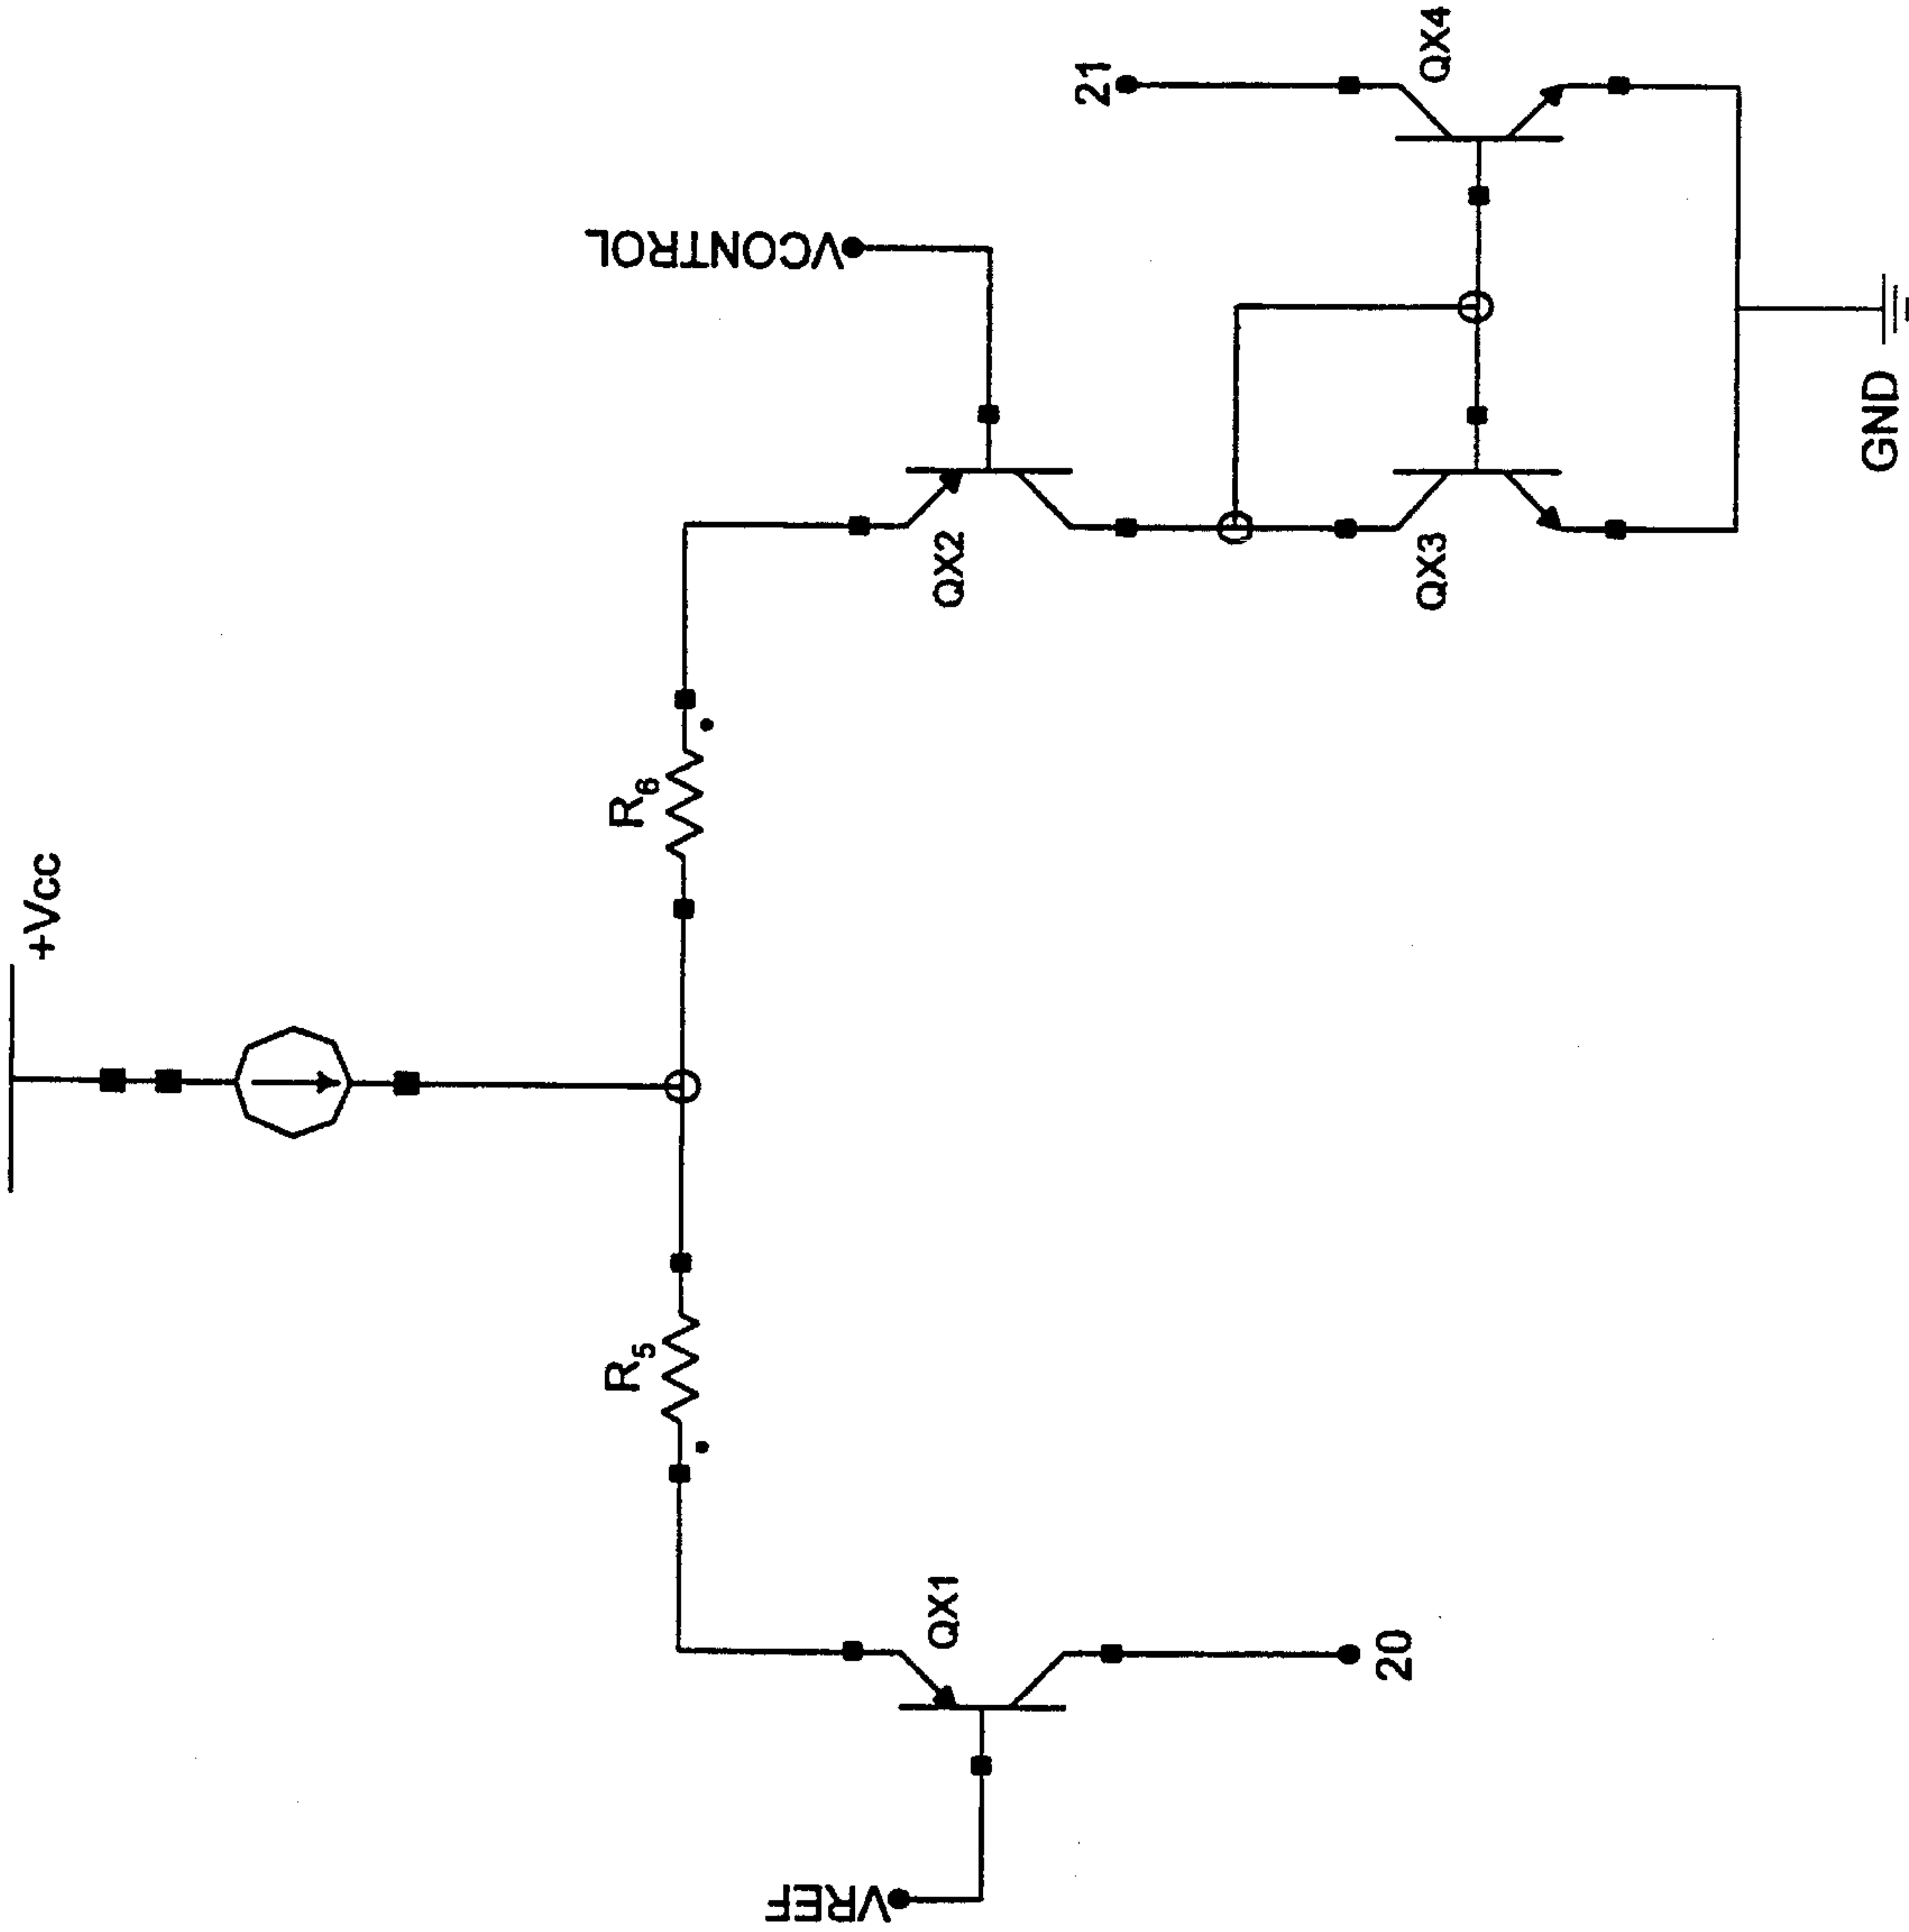 +Vcc
R5
R6
VREF
QX1
20
VCONTROL
QX2
21
QX3
QX4
GND